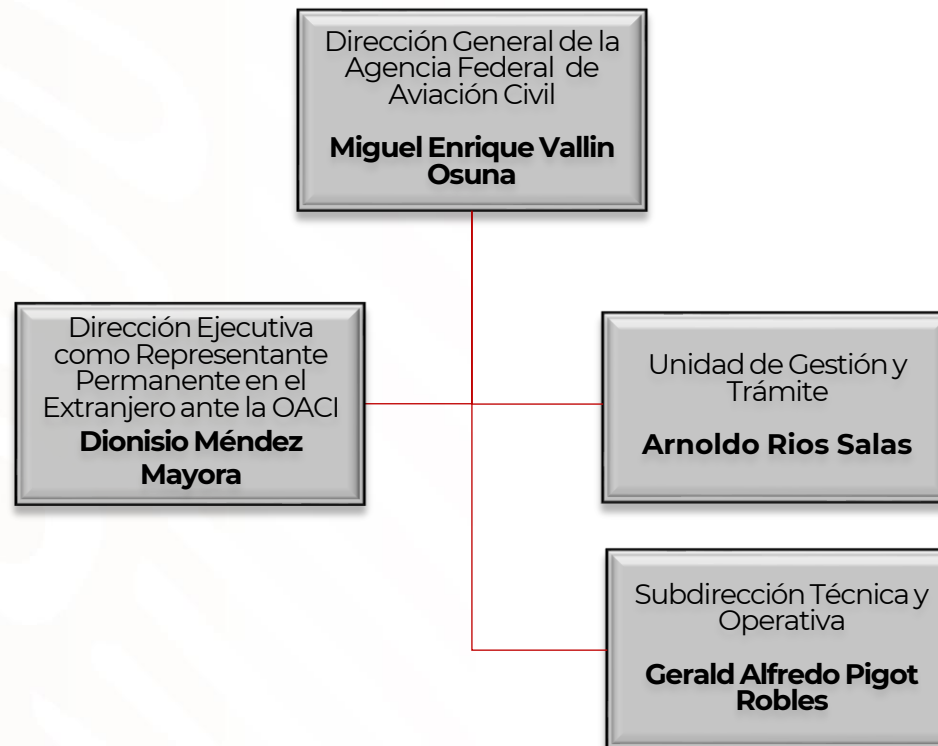 Dirección General de la
Agencia Federal de
Aviación Civil
Miguel Enrique Vallin
Osuna
Dirección Ejecutiva
como Representante
Permanente en el
Extranjero ante la OACI
Dionisio Méndez
Mayora
Unidad de Gestión y
Trámite
Arnoldo Rios Salas
Subdirección Técnica y
Operativa
Gerald Alfredo Pigot
Robles